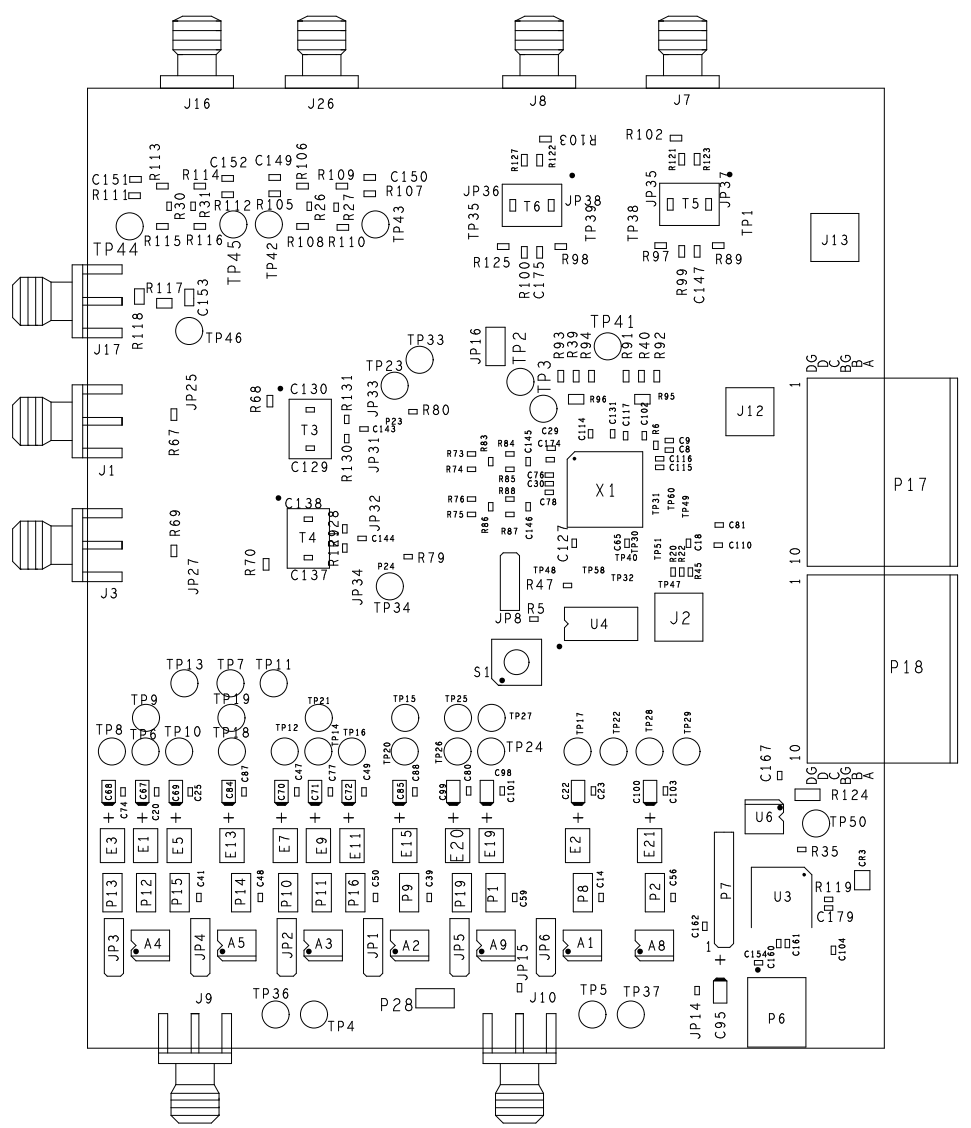 J16
J26
J8
J7
R113
R114
C152
C149
R106
R109
C150
R107
C151
R111
R30
R31
R112
R105
R26
R27
TP43
TP44
R115
R116
TP45
TP42
R108
R110
R103
R127
R122
JP36
T6
JP38
TP35
TP39
R125
R100
C175
R98
R102
R121
R123
JP35
JP37
T5
TP38
TP1
R97
R99
C147
R89
J13
R117
C153
R118
TP46
J17
TP33
TP23
JP16
TP2
TP3
TP41
R93
R39
R94
R91
R40
R92
R96
R95
DG
D
C
BG
B
A
1
JP25
R68
C130
R131
JP33
R80
P23
C143
R67
T3
R130
JP31
C129
J1
J12
C114
C131
C117
C102
R6
C9
C8
C116
C115
C29
C174
C145
R83
R84
R73
R74
R85
R88
C76
C30
C78
R76
R75
R86
R87
C146
X1
TP31
TP60
TP49
P17
10
C138
T4
C137
JP32
C144
R79
R69
R70
JP27
J3
JP34
P24
TP34
C127
C65
TP30
TP40
TP51
C18
C81
C110
R20
R22
R45
TP47
TP48
TP58
TP32
R47
JP8
R5
U4
J2
S1
1
P18
10
DG
D
C
BG
B
A
TP13
TP7
TP11
TP9
TP19
TP21
TP15
TP25
TP27
TP8
TP6
TP10
TP18
TP12
TP14
TP16
TP20
TP26
TP24
TP17
TP22
TP28
TP29
C167
C68
C74
C67
C20
C69
C25
C84
C87
C70
C47
C71
C77
C72
C49
C85
C88
C99
C80
C98
C101
C22
C23
C100
C103
R124
U6
TP50
+ + + + + + + + + + + +
E3
E1
E5
E13
E7
E9
E11
E15
E20
E19
E2
E21
R35
CR3
P13
P12
P15
C41
P14
C48
P10
P11
P16
C50
P9
C39
P19
P1
C59
P8
C14
P2
C56
P7
U3
R119
C179
JP3
A4
JP4
A5
JP2
A3
JP1
A2
JP5
A9
JP15
JP6
A1
A8
C162
1
+
C154
C160
C161
C104
J9
TP36
TP4
P28
J10
TP5
TP37
JP14
C95
P6